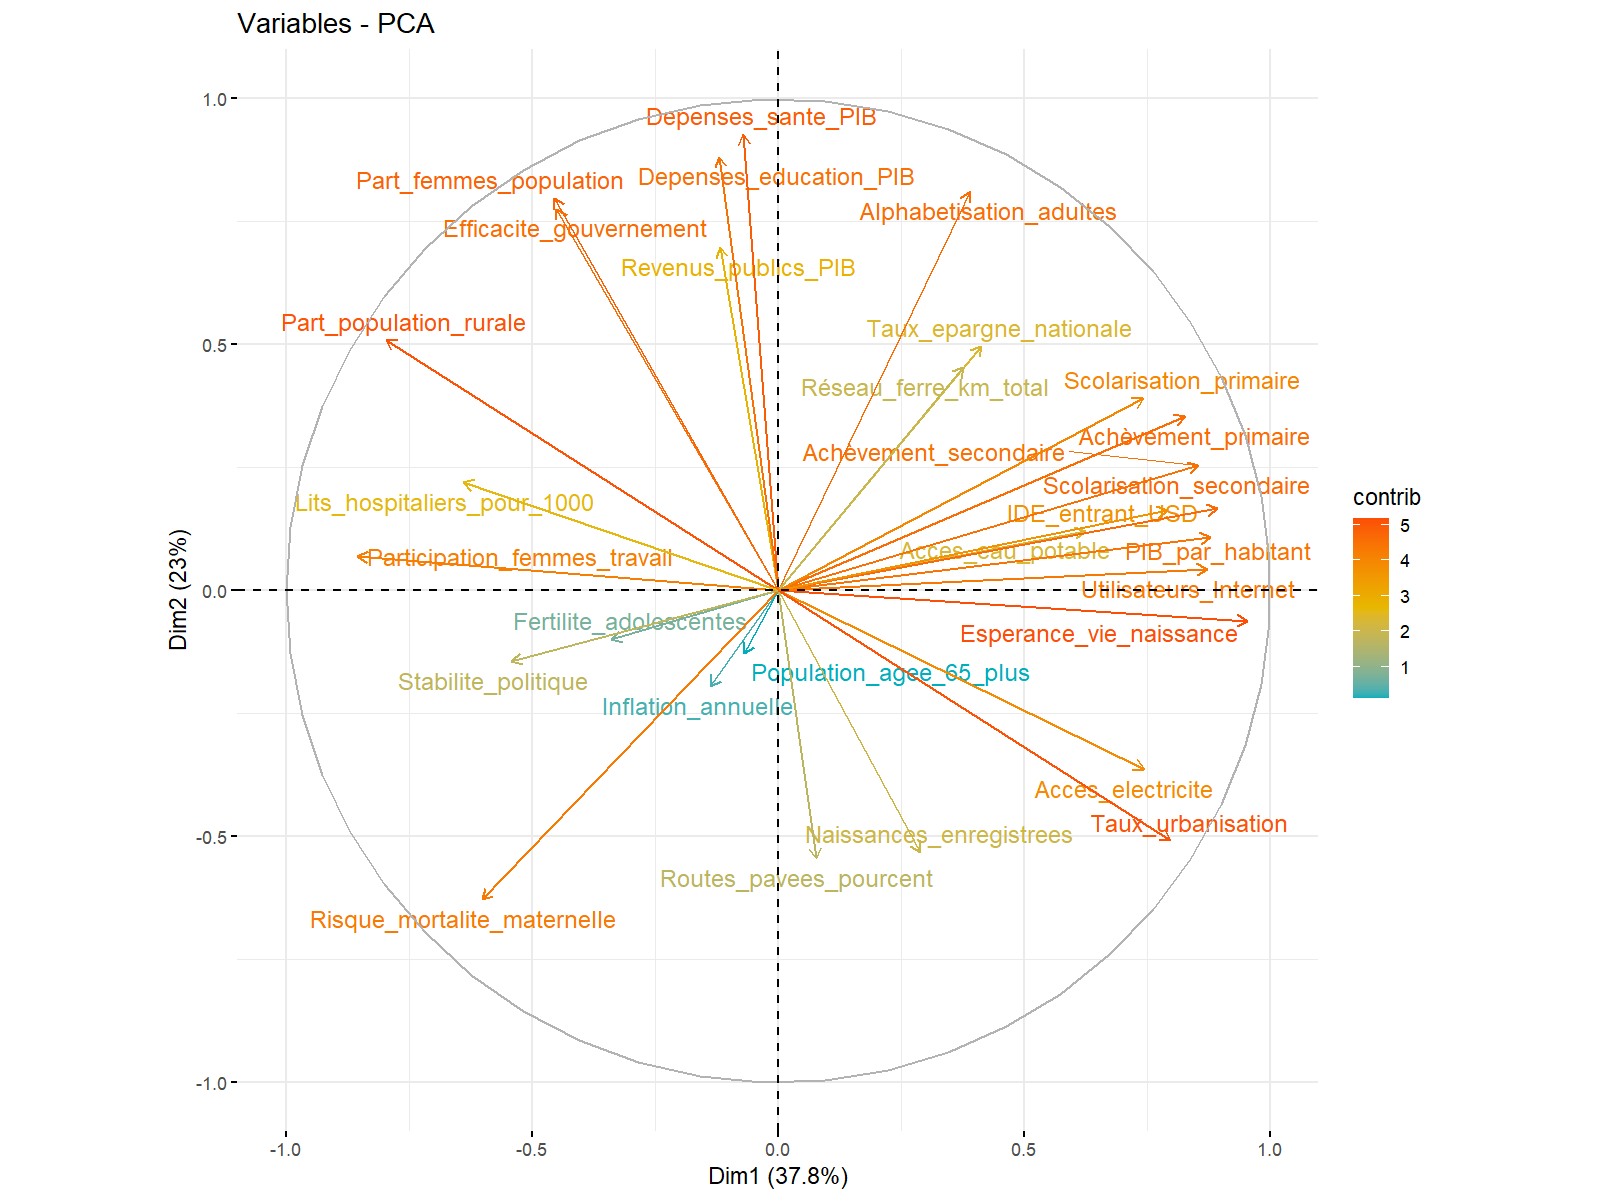 Variables - PCA
Depenses_sante_PIB
Part_femmes_population
Depenses_education_PIB
Alphabetisation_adultes
Efficacite_gouvernement
Revenus_publics_PIB
Part_population_rurale
Taux_epargne_nationale
Réseau_ferre_km_total
Scolarisation_primaire
Achèvement_primaire
Achèvement_secondaire
Scolarisation_secondaire
Lits_hospitaliers_pour_1000
IDE_entrant_USD
Acces_eau_potable
PIB_par_habitant
Participation_femmes_travail
Utilisateurs_Internet
Fertilite_adolescentes
Esperance_vie_naissance
Stabilite_politique
Population_agee_65_plus
Inflation_annuelle
Acces_electricite
Taux_urbanisation
Naissances_enregistrees
Routes_pavees_pourcent
Risque_mortalite_maternelle
1.0
0.5
0.0
-0.5
-1.0
Dim2 (23%)
-1.0
-0.5
0.0
0.5
1.0
Dim1 (37.8%)
contrib
5
4
3
2
1